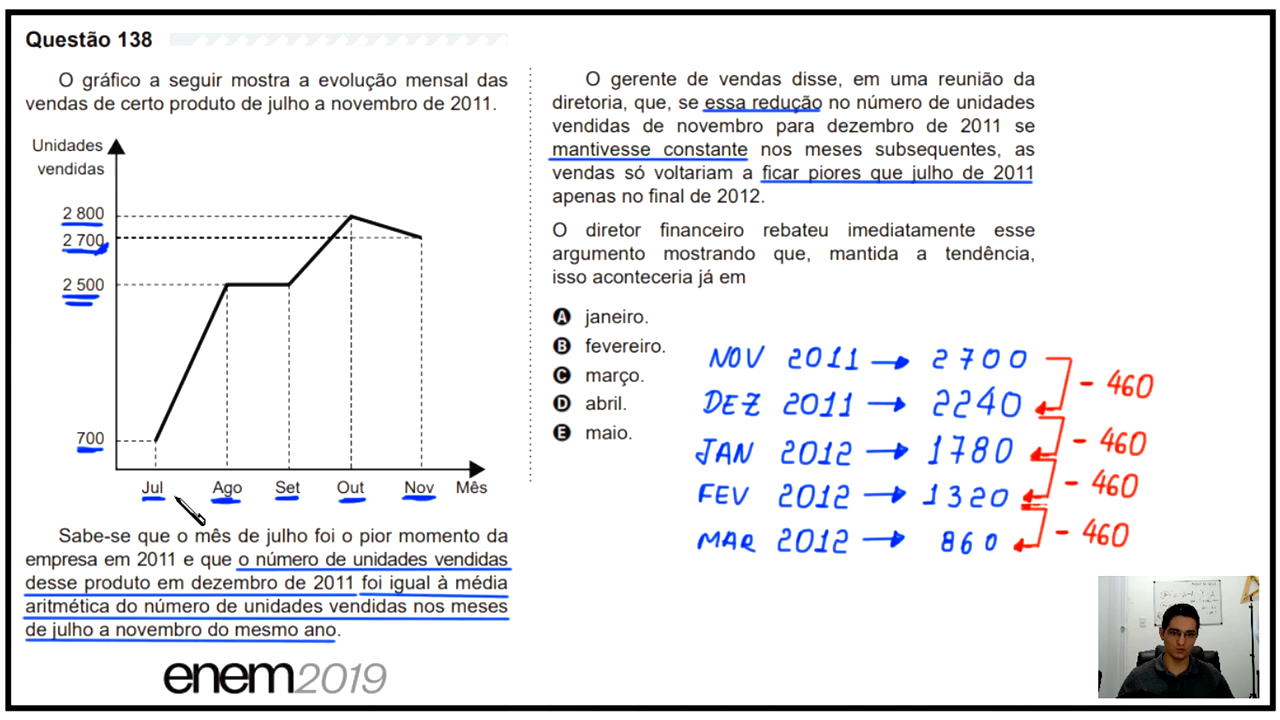 Questão 138
O gráfico a seguir mostra a evolução mensal das
vendas de certo produto de julho a novembro de 2011.
Unidades
vendidas
2 800
2 700
2 500
700
Jul Ago Set Out Nov Mês
Sabe-se que o mês de julho foi o pior momento da
empresa em 2011 e que o número de unidades vendidas
desse produto em dezembro de 2011 foi igual à média
aritmética do número de unidades vendidas nos meses
de julho a novembro do mesmo ano.
enem2019
O gerente de vendas disse, em uma reunião da
diretoria, que, se essa redução no número de unidades
vendidas de novembro para dezembro de 2011 se
mantivesse constante nos meses subsequentes, as
vendas só voltariam a ficar piores que julho de 2011
apenas no final de 2012.
O diretor financeiro rebateu imediatamente esse
argumento mostrando que, mantida a tendência,
isso aconteceria já em
A janeiro.
B fevereiro.
C março.
D abril.
E maio.
NOV 2011 → 2700
- 460
DEZ 2011 → 2240
- 460
JAN 2012 → 1780
- 460
FEV 2012 → 1320
- 460
MAR 2012 → 860